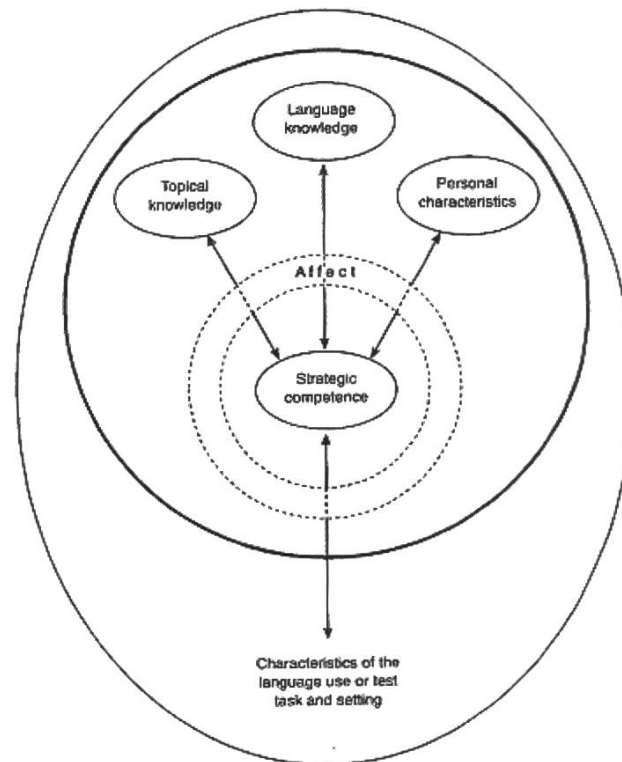 Language
knowledge
Topical
knowledge
Personal
characteristics
Affect
Strategic
competence
Characteristics of the
language use or test
task and setting